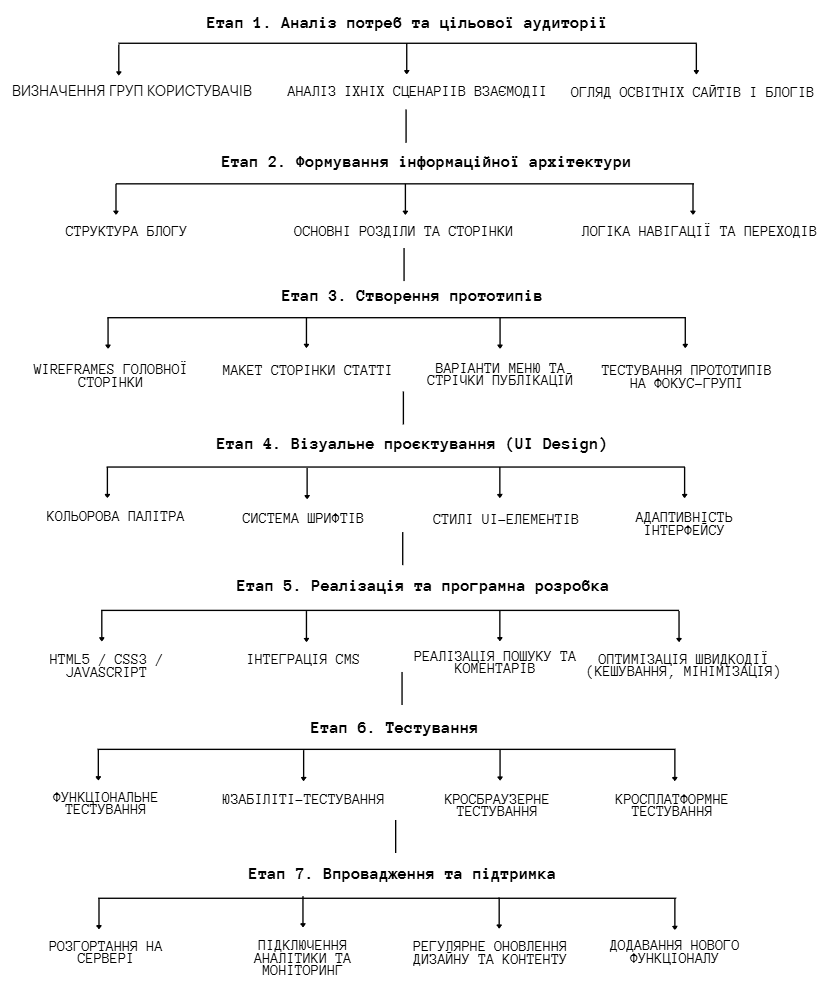 Етап 1. Аналіз потреб та цільової аудиторії
ВИЗНАЧЕННЯ ГРУП КОРИСТУВАЧІВ
АНАЛІЗ ІХНІХ СЦЕНАРІІВ ВЗАЄМОДІІ
ОГЛЯД ОСВІТНІХ САЙТІВ І БЛОГІВ
Етап 2. Формування інформаційної архітектури
СТРУКТУРА БЛОГУ
ОСНОВНІ РОЗДІЛИ ТА СТОРІНКИ
ЛОГІКА НАВІГАЦІЇ ТА ПЕРЕХОДІВ
Етап 3. Створення прототипів
WIREFRAMES ГОЛОВНОЇ
СТОРІНКИ
МАКЕТ СТОРІНКИ СТАТТІ
ВАРІАНТИ МЕНЮ ТА
СТРІЧКИ ПУБЛІКАЦІЙ
ТЕСТУВАННЯ ПРОТОТИПІВ
НА ФОКУС-ГРУПІ
Етап 4. Візуальне проєктування (UI Design)
КОЛЬОРОВА ПАЛІТРА
СИСТЕМА ШРИФТІВ
СТИЛІ UI-ЕЛЕМЕНТІВ
АДАПТИВНІСТЬ
ІНТЕРФЕЙСУ
Етап 5. Реалізація та програмна розробка
HTML5 / CSS3 /
JAVASCRIPT
ІНТЕГРАЦІЯ CMS
РЕАЛІЗАЦІЯ ПОШУКУ ТА
КОМЕНТАРІВ
ОПТИМІЗАЦІЯ ШВИДКОДІЇ
(КЕШУВАННЯ, МІНІМІЗАЦІЯ)
Етап 6. Тестування
ФУНКЦІОНАЛЬНЕ
ТЕСТУВАННЯ
ЮЗАБІЛІТІ-ТЕСТУВАННЯ
КРОСБРАУЗЕРНЕ
ТЕСТУВАННЯ
КРОСПЛАТФОРМНЕ
ТЕСТУВАННЯ
Етап 7. Впровадження та підтримка
РОЗГОРТАННЯ НА
СЕРВЕРІ
ПІДКЛЮЧЕННЯ
АНАЛІТИКИ ТА
МОНІТОРИНГ
РЕГУЛЯРНЕ ОНОВЛЕННЯ
ДИЗАЙНУ ТА КОНТЕНТУ
ДОДАВАННЯ НОВОГО
ФУНКЦІОНАЛУ